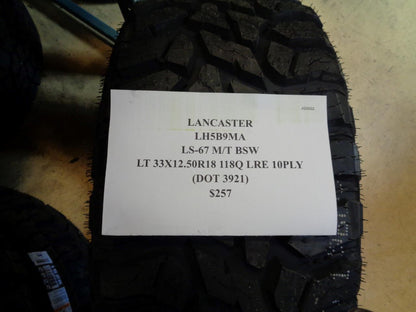 LANCASTER
LH5B9MA
LS-67 M/T BSW
LT 33X12.50R18 118Q LRE 10PLY
(DOT 3921)
$257